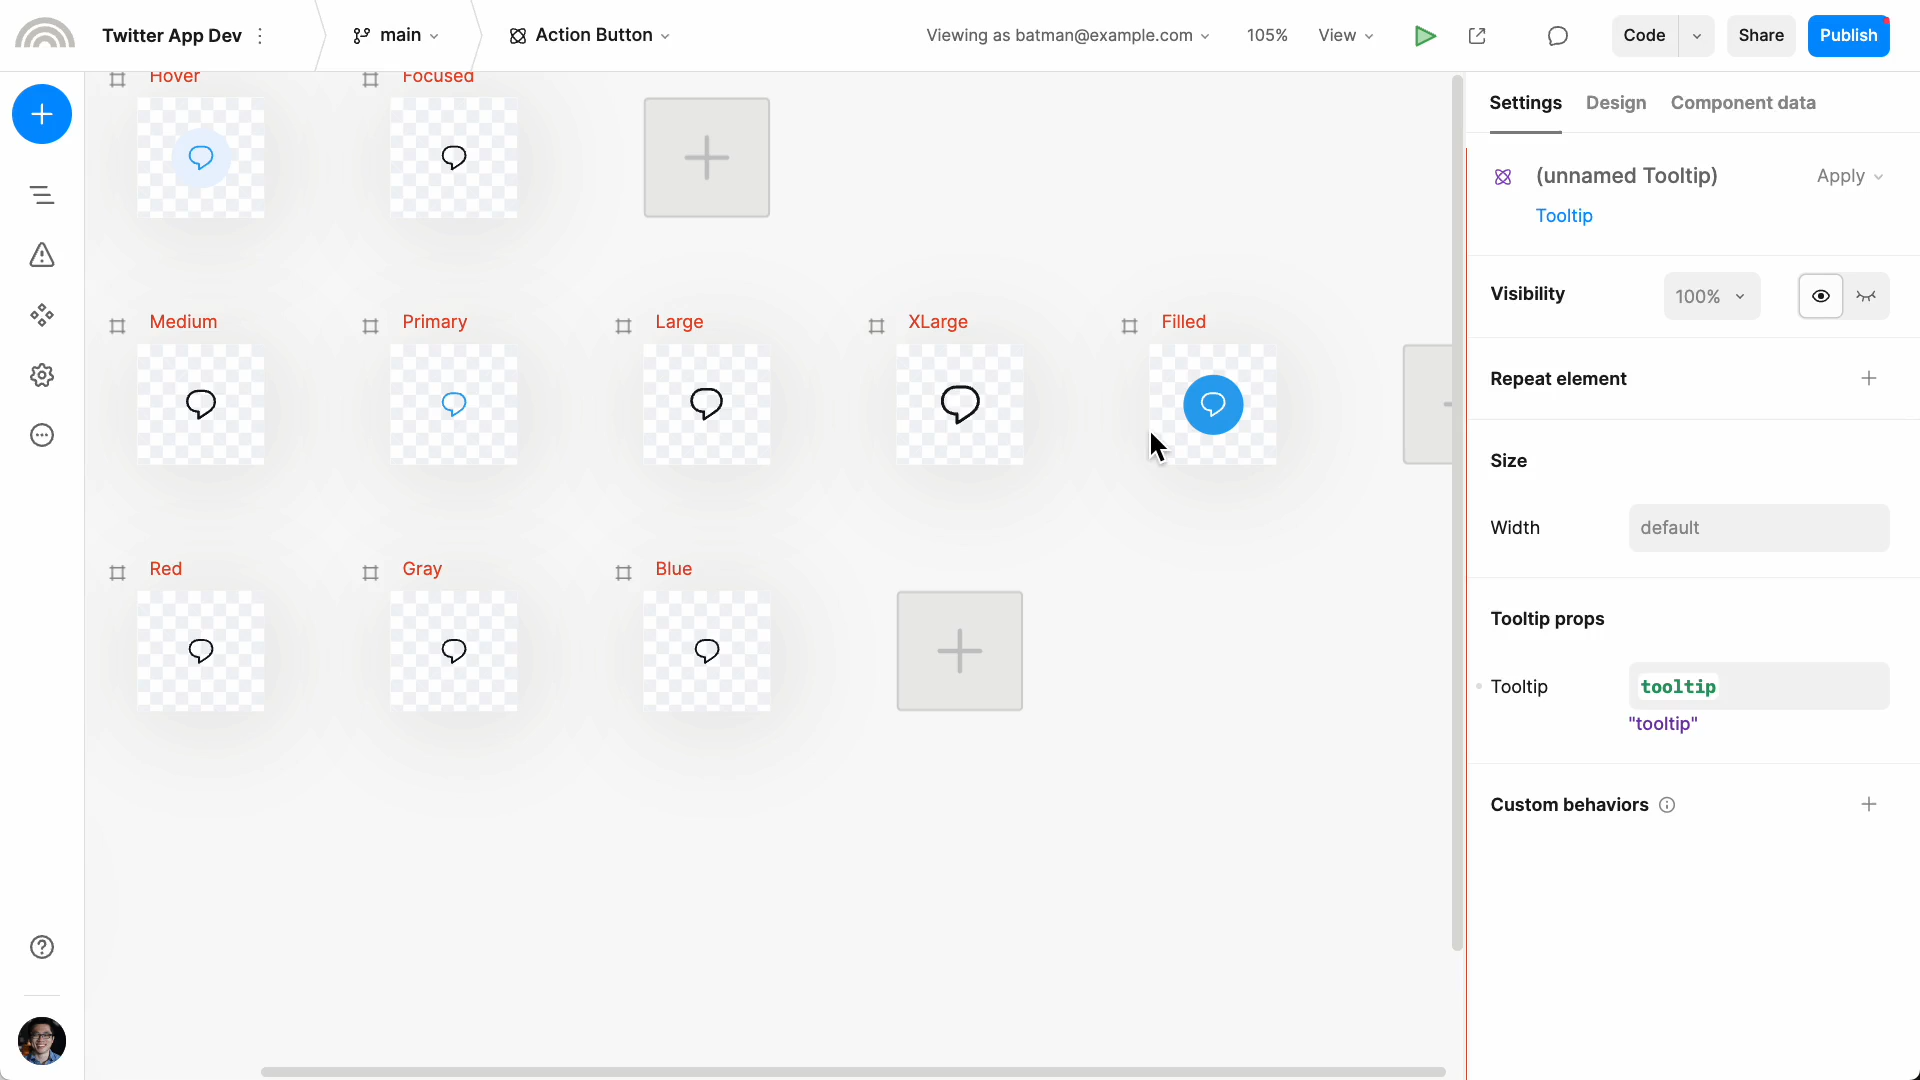 Twitter App Dev
main
Action Button
Viewing as batman@example.com
105%
View
Code
Share
Publish
Hover
Focused
Medium
Primary
Large
XLarge
Filled
Red
Gray
Blue
Settings
Design
Component data
(unnamed Tooltip)
Apply
Tooltip
Visibility
100%
Repeat element
Size
Width
default
Tooltip props
Tooltip
tooltip
"tooltip"
Custom behaviors